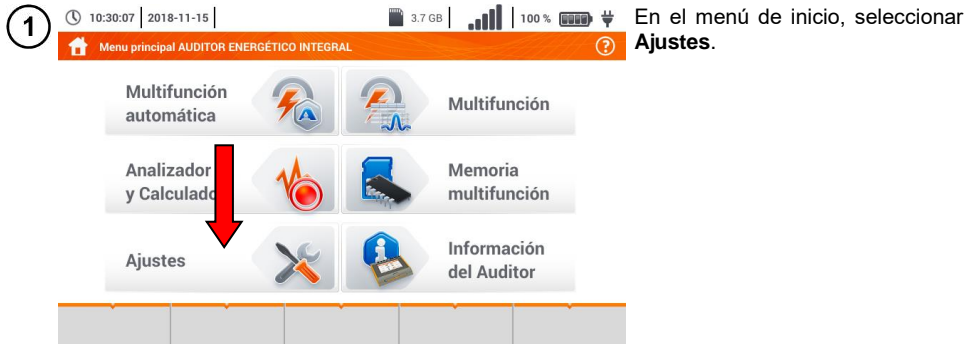 1
10:30:07 2018-11-15 3.7 GB 100 %
Menu principal AUDITOR ENERGÉTICO INTEGRAL ?
Multifunción
automática
Multifunción
Analizador
y Calculado
Memoria
multifunción
Ajustes
Información
del Auditor
En el menú de inicio, seleccionar
Ajustes.